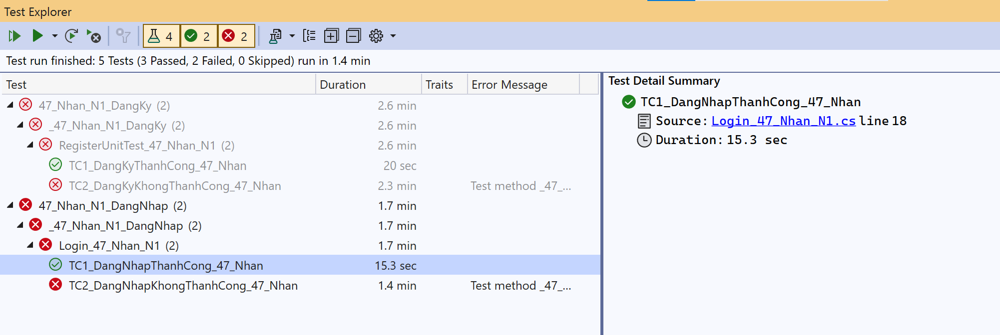 Test Explorer
4 2 2
Test run finished: 5 Tests (3 Passed, 2 Failed, 0 Skipped) run in 1.4 min
Test Duration Traits Error Message
47_Nhan_N1_DangKy (2) 2.6 min
_47_Nhan_N1_DangKy (2) 2.6 min
RegisterUnitTest_47_Nhan_N1 (2) 2.6 min
TC1_DangKyThanhCong_47_Nhan 20 sec
TC2_DangKyKhongThanhCong_47_Nhan 2.3 min Test method _47_...
47_Nhan_N1_DangNhap (2) 1.7 min
_47_Nhan_N1_DangNhap (2) 1.7 min
Login_47_Nhan_N1 (2) 1.7 min
TC1_DangNhapThanhCong_47_Nhan 15.3 sec
TC2_DangNhapKhongThanhCong_47_Nhan 1.4 min Test method _47_...
Test Detail Summary
TC1_DangNhapThanhCong_47_Nhan
Source: Login_47_Nhan_N1.cs line 18
Duration: 15.3 sec